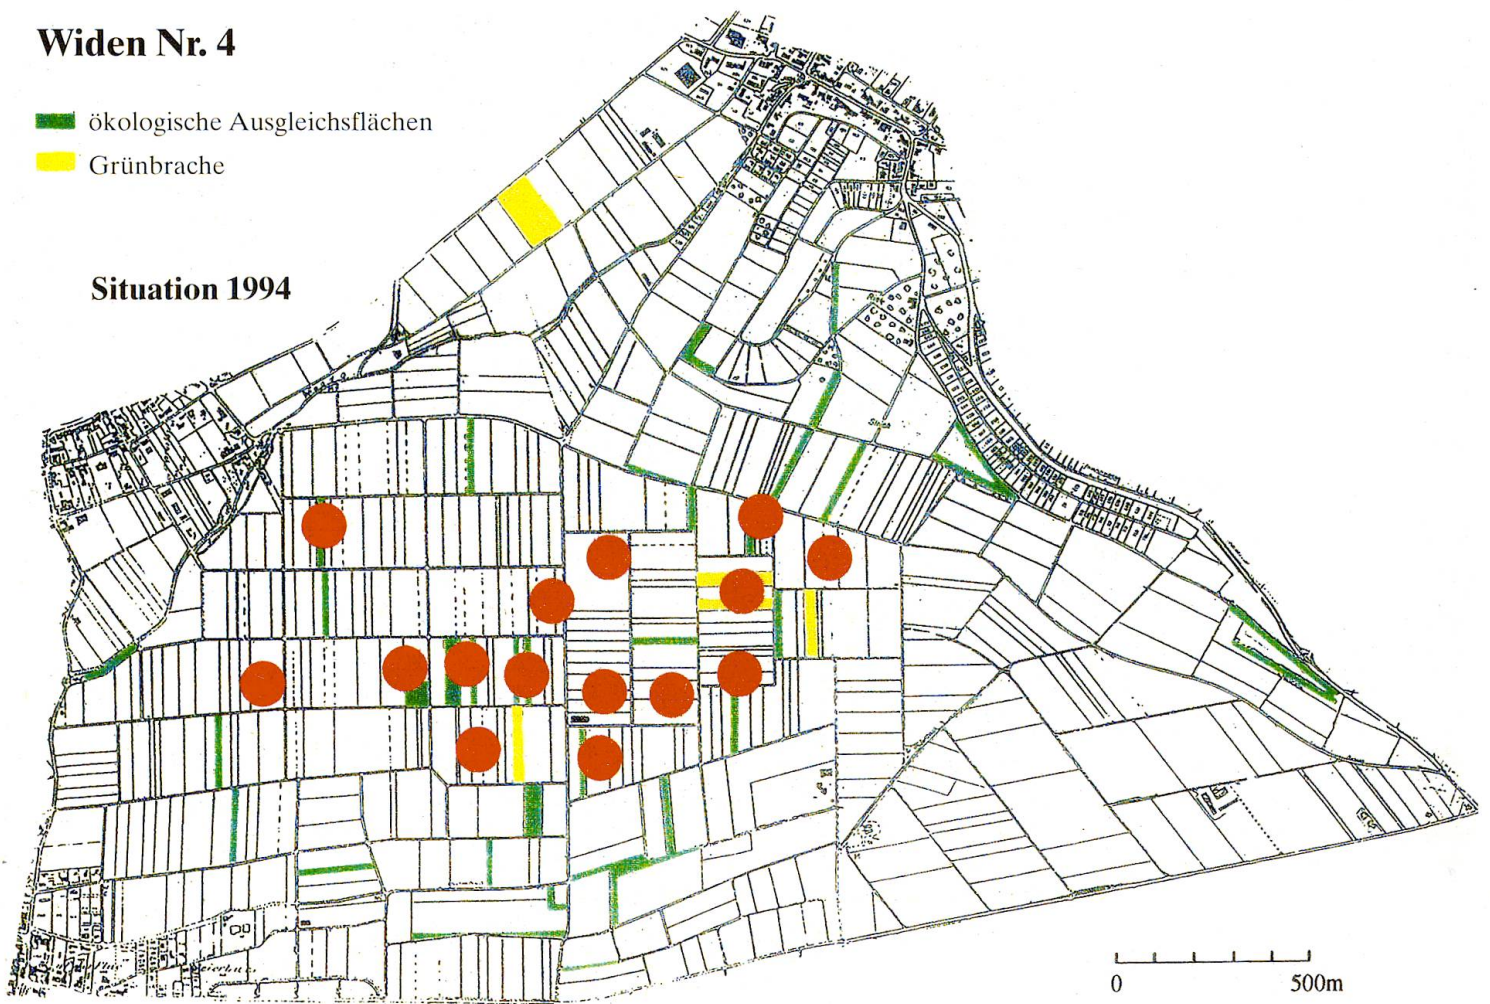 Widen Nr. 4
ökologische Ausgleichsflächen
Grünbrache
Situation 1994
0 500m